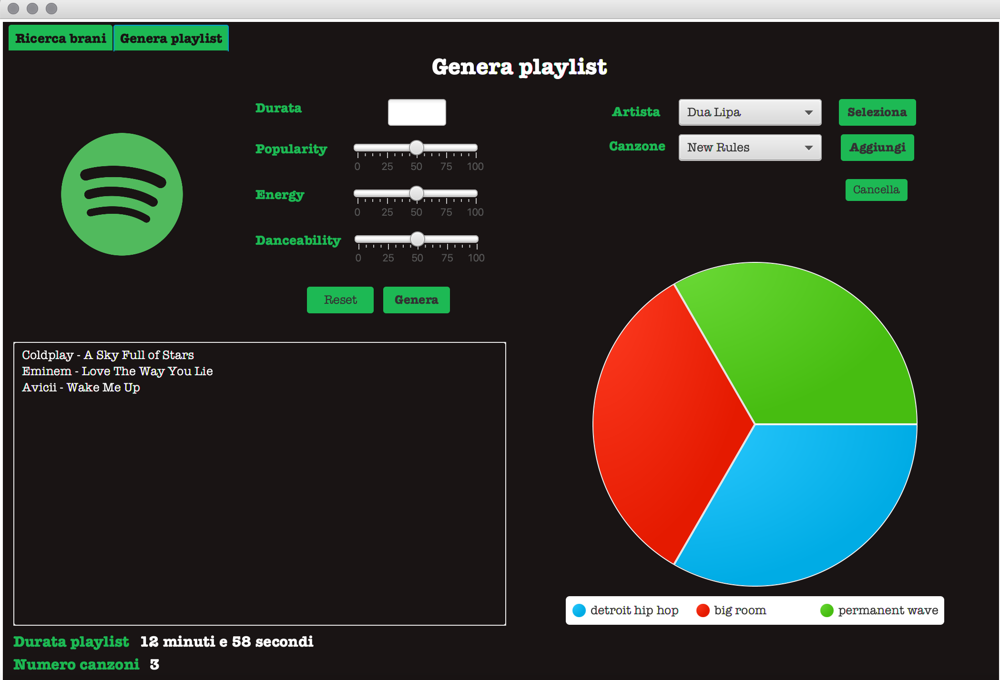 Ricerca brani
Genera playlist
Genera playlist
Durata
Popularity
0 25 50 75 100
Energy
0 25 50 75 100
Danceability
0 25 50 75 100
Reset
Genera
Artista
Dua Lipa
Seleziona
Canzone
New Rules
Aggiungi
Cancella
Coldplay - A Sky Full of Stars
Eminem - Love The Way You Lie
Avicii - Wake Me Up
detroit hip hop
big room
permanent wave
Durata playlist 12 minuti e 58 secondi
Numero canzoni 3